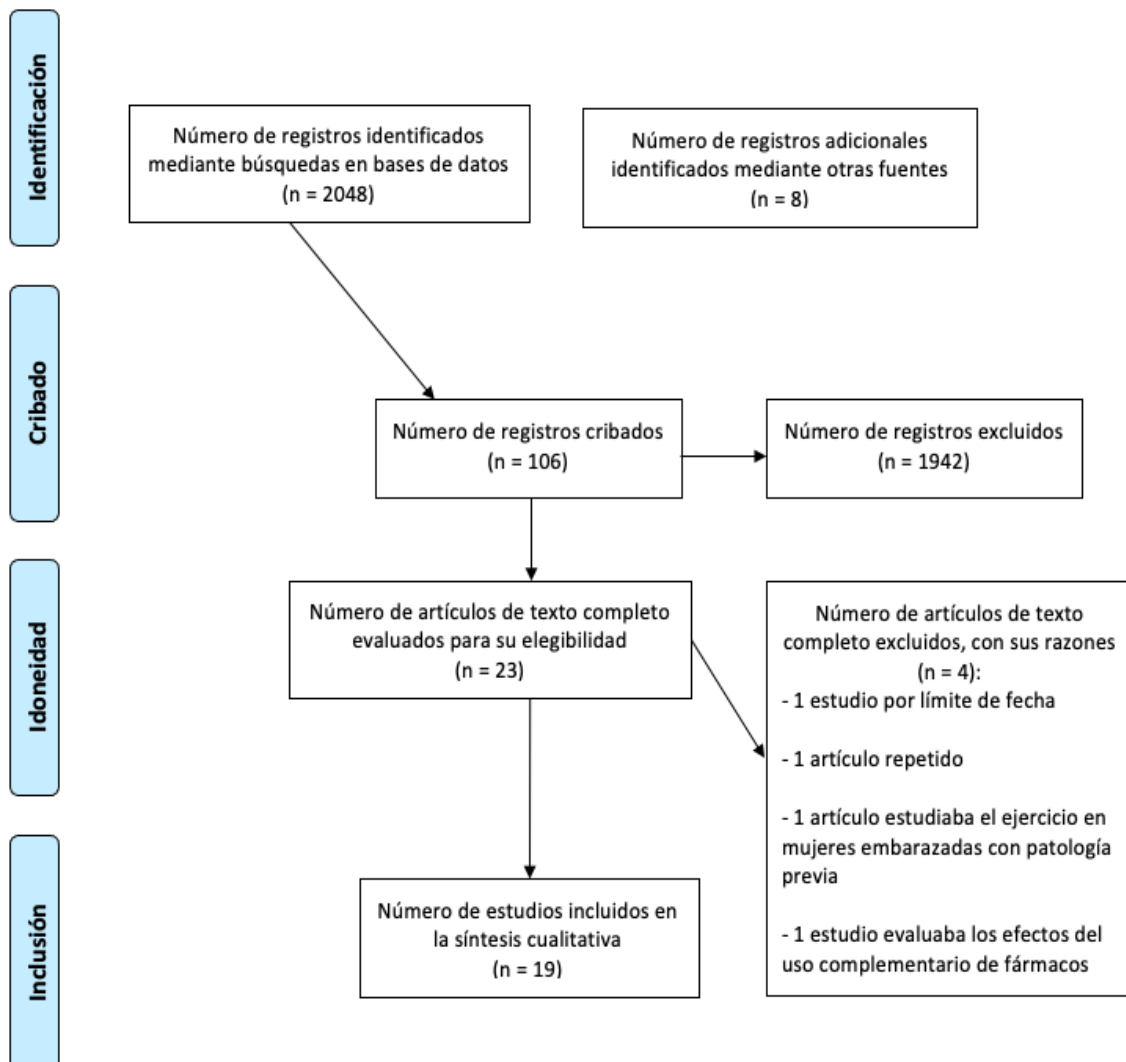 Identificación
Número de registros identificados
mediante búsquedas en bases de datos
(n = 2048)
Número de registros adicionales
identificados mediante otras fuentes
(n = 8)
Cribado
Número de registros cribados
(n = 106)
Número de registros excluidos
(n = 1942)
Idoneidad
Número de artículos de texto completo
evaluados para su elegibilidad
(n = 23)
Número de artículos de texto
completo excluidos, con sus razones
(n = 4):
- 1 estudio por límite de fecha
- 1 artículo repetido
- 1 artículo estudiaba el ejercicio en
mujeres embarazadas con patología
previa
- 1 estudio evaluaba los efectos del
uso complementario de fármacos
Inclusión
Número de estudios incluidos en
la síntesis cualitativa
(n = 19)